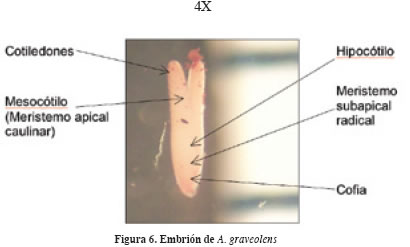 4X
Cotiledones
Mesocótilo
(Meristemo apical
caulinar)
Hipocótilo
Meristemo
subapical
radical
Cofia
Figura 6. Embrión de A. graveolens